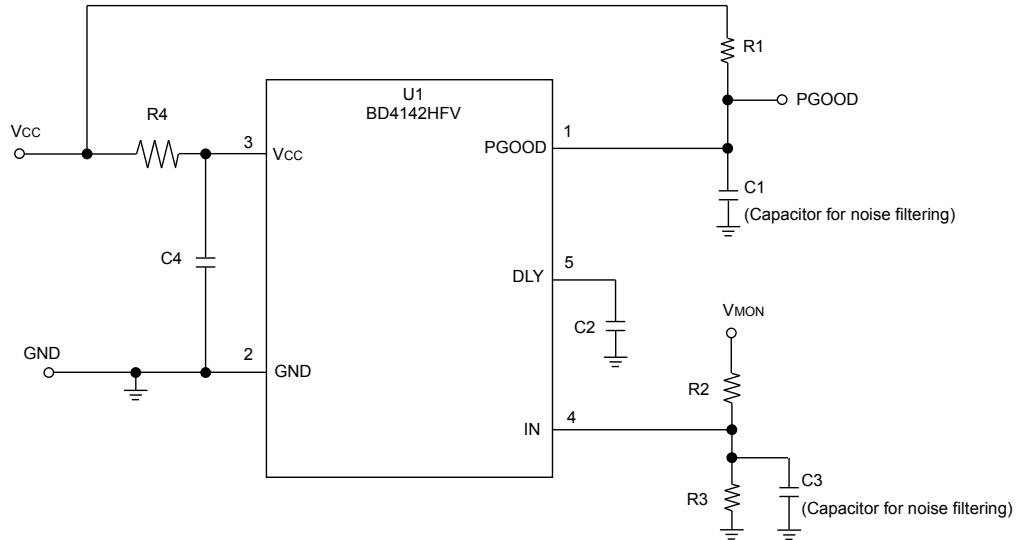 R1
U1
BD4142HFV
PGOOD
R4
VCC
3
VCC
PGOOD
1
C1
(Capacitor for noise filtering)
C4
DLY
5
C2
VMON
GND
2
GND
R2
IN
4
R3
C3
(Capacitor for noise filtering)